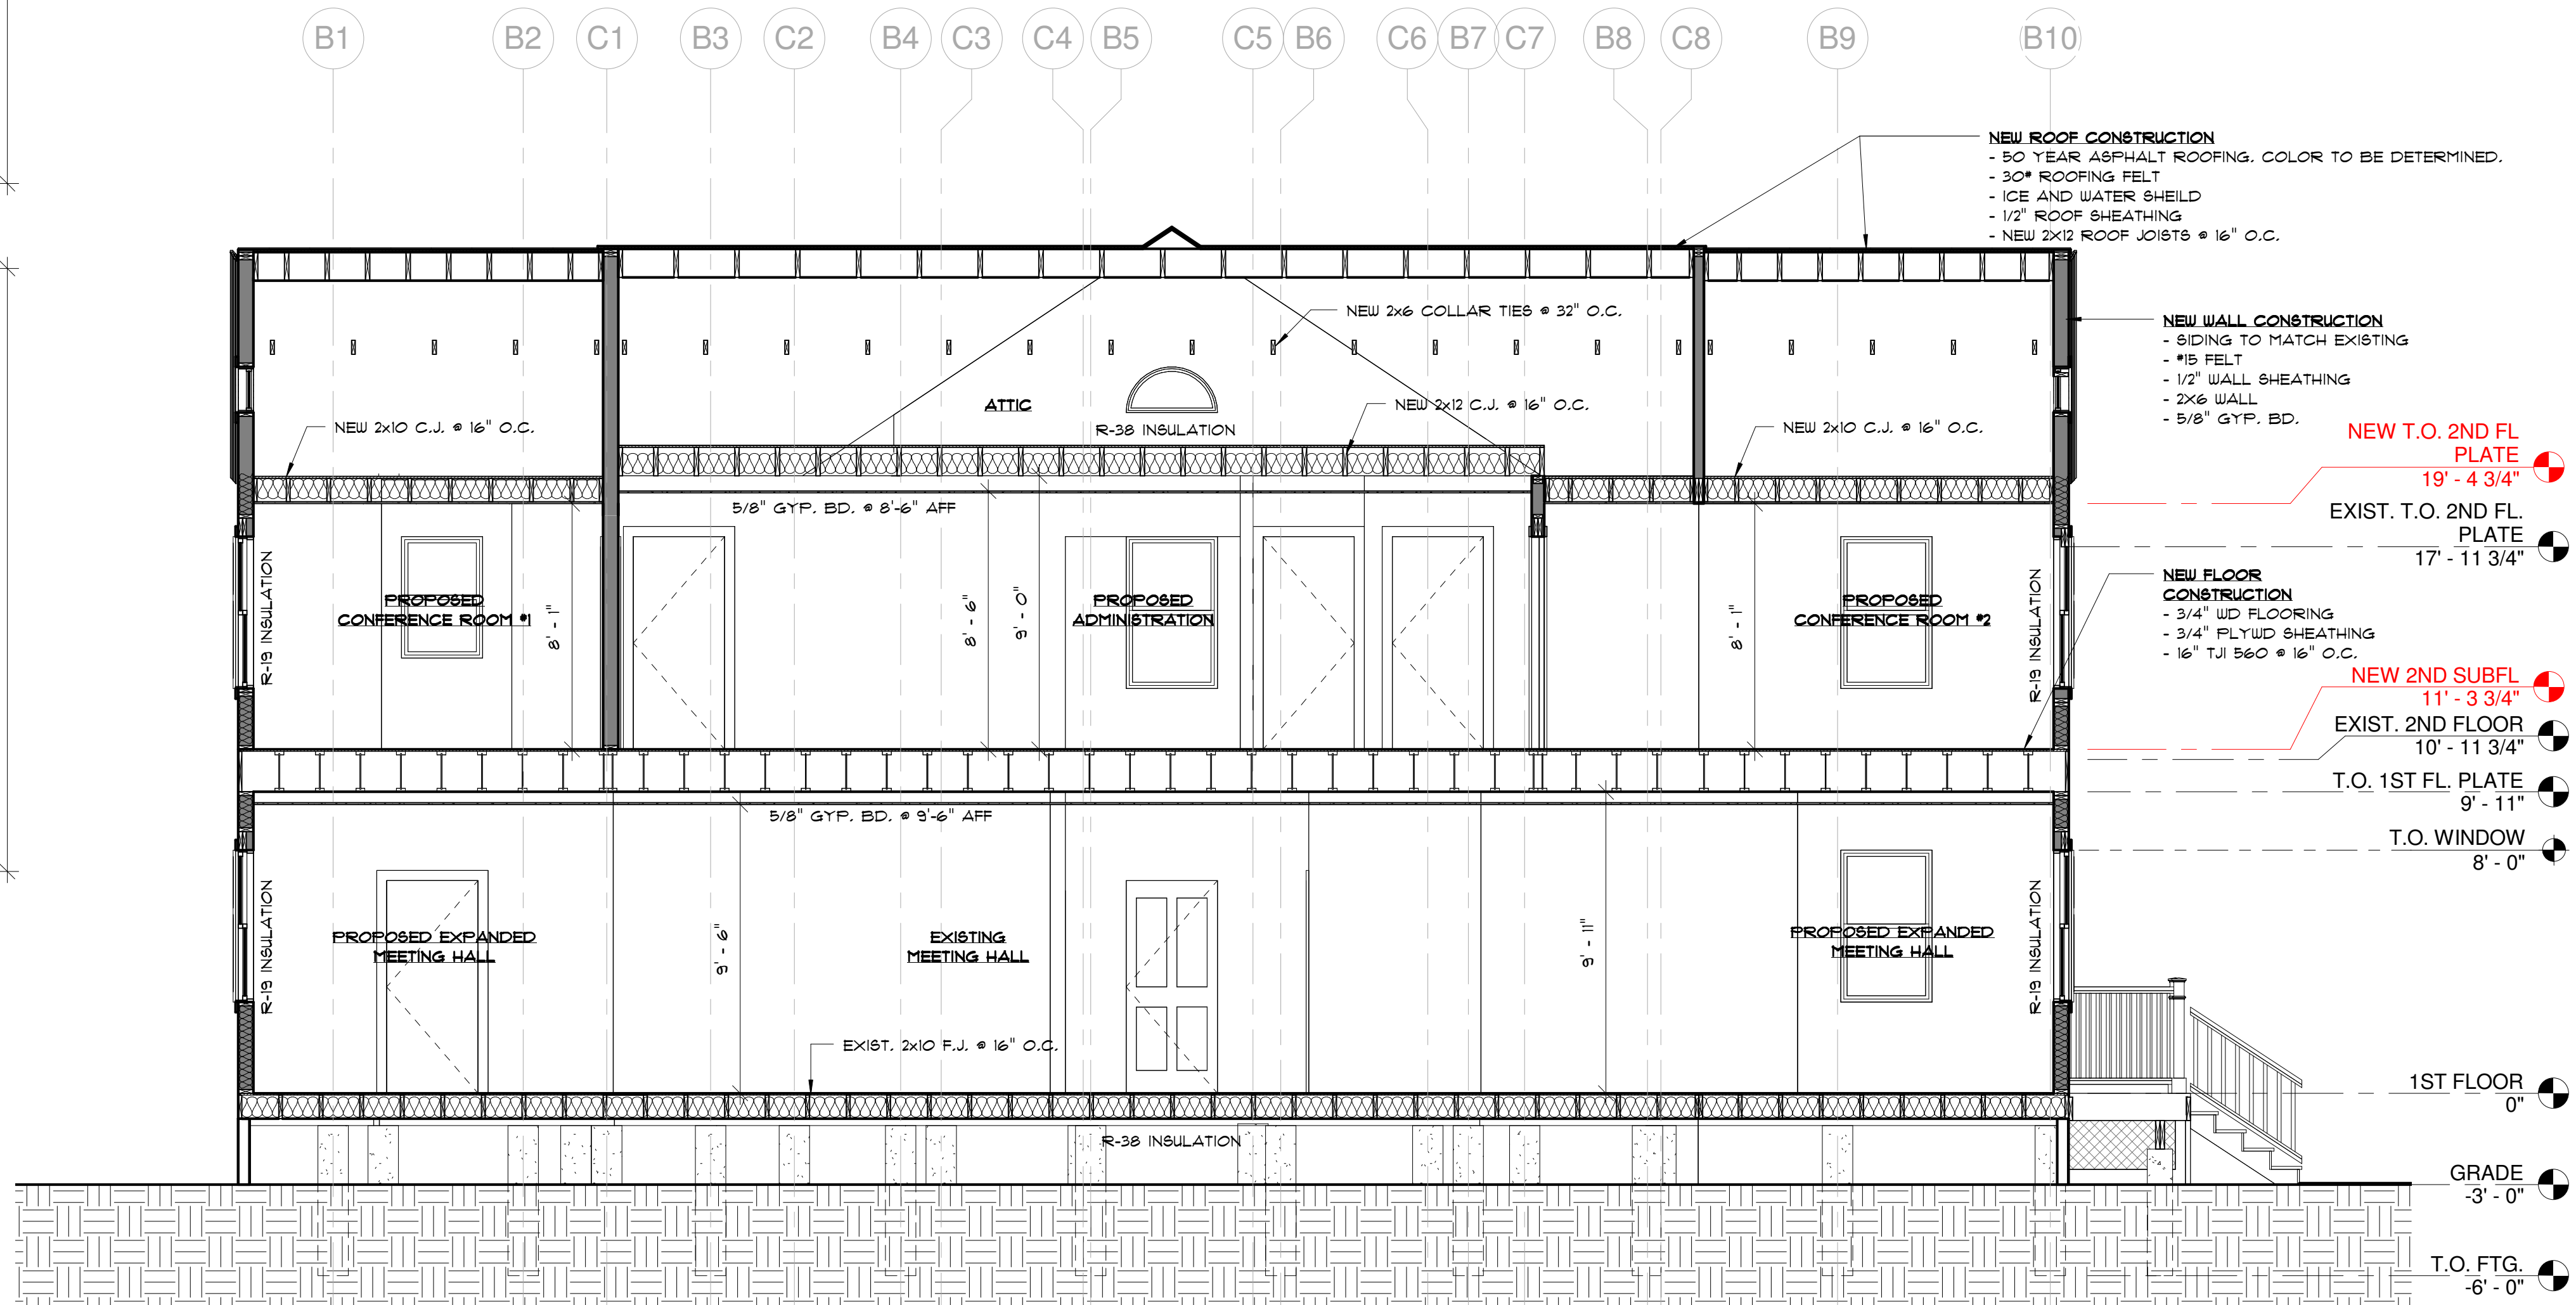 B1 B2 C1 B3 C2 B4 C3 C4 B5 C5 B6 C6 B7 C7 B8 C8 B9 B10
NEW ROOF CONSTRUCTION
- 50 YEAR ASPHALT ROOFING. COLOR TO BE DETERMINED.
- 30# ROOFING FELT
- ICE AND WATER SHEILD
- 1/2" ROOF SHEATHING
- NEW 2X12 ROOF JOISTS @ 16" O.C.
NEW 2x6 COLLAR TIES @ 32" O.C.
NEW WALL CONSTRUCTION
- SIDING TO MATCH EXISTING
- #15 FELT
- 1/2" WALL SHEATHING
- 2X6 WALL
- 5/8" GYP. BD.
ATTIC
NEW 2x12 C.J. @ 16" O.C.
NEW 2x10 C.J. @ 16" O.C.
R-38 INSULATION
NEW 2x10 C.J. @ 16" O.C.
NEW T.O. 2ND FL
PLATE
19' - 4 3/4"
5/8" GYP. BD. @ 8'-6" AFF
EXIST. T.O. 2ND FL.
PLATE
17' - 11 3/4"
R-19 INSULATION
PROPOSED
CONFERENCE ROOM #1
8' - 1"
8' - 6"
9' - 0"
PROPOSED
ADMINISTRATION
8' - 1"
PROPOSED
CONFERENCE ROOM #2
R-19 INSULATION
NEW FLOOR
CONSTRUCTION
- 3/4" WD FLOORING
- 3/4" PLYWD SHEATHING
- 16" TJI 560 @ 16" O.C.
NEW 2ND SUBFL
11' - 3 3/4"
EXIST. 2ND FLOOR
10' - 11 3/4"
T.O. 1ST FL. PLATE
9' - 11"
5/8" GYP. BD. @ 9'-6" AFF
T.O. WINDOW
8' - 0"
R-19 INSULATION
PROPOSED EXPANDED
MEETING HALL
9' - 6"
EXISTING
MEETING HALL
9' - 11"
PROPOSED EXPANDED
MEETING HALL
R-19 INSULATION
EXIST. 2x10 F.J. @ 16" O.C.
1ST FLOOR
0"
R-38 INSULATION
GRADE
-3' - 0"
T.O. FTG.
-6' - 0"